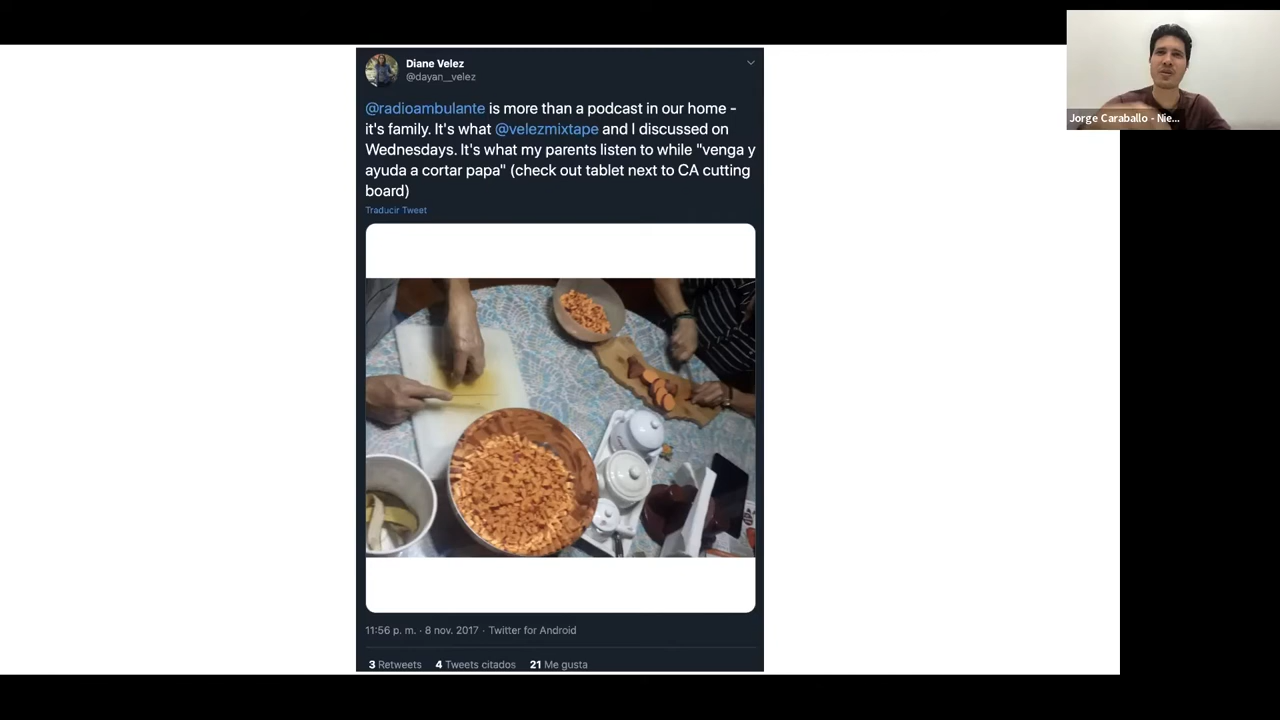 Diane Velez
@dayan__velez
@radioambulante is more than a podcast in our home -
it's family. It's what @velezmixtape and I discussed on
Wednesdays. It's what my parents listen to while "venga y
ayuda a cortar papa" (check out tablet next to CA cutting
board)
Traducir Tweet
11:56 p. m. · 8 nov. 2017 · Twitter for Android
3 Retweets 4 Tweets citados 21 Me gusta
Jorge Caraballo - Nie...